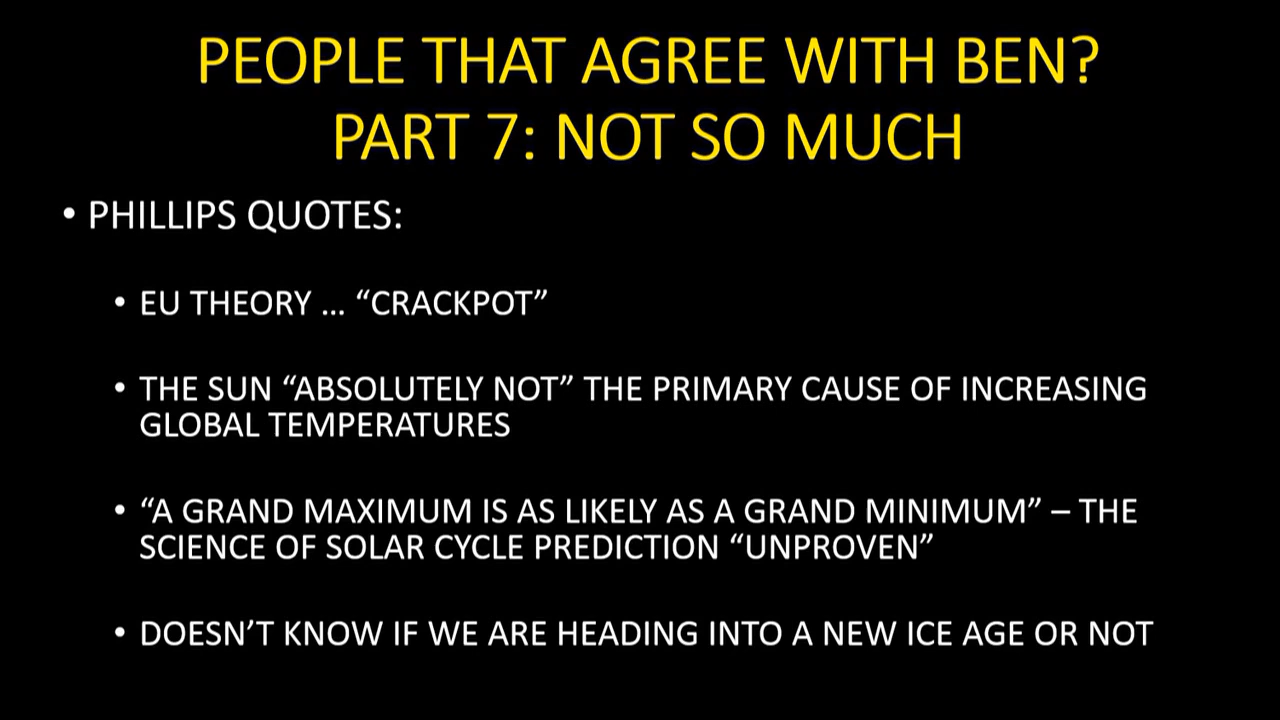 PEOPLE THAT AGREE WITH BEN?
PART 7: NOT SO MUCH
• PHILLIPS QUOTES:
• EU THEORY … “CRACKPOT”
• THE SUN “ABSOLUTELY NOT” THE PRIMARY CAUSE OF INCREASING
GLOBAL TEMPERATURES
• “A GRAND MAXIMUM IS AS LIKELY AS A GRAND MINIMUM” – THE
SCIENCE OF SOLAR CYCLE PREDICTION “UNPROVEN”
• DOESN’T KNOW IF WE ARE HEADING INTO A NEW ICE AGE OR NOT